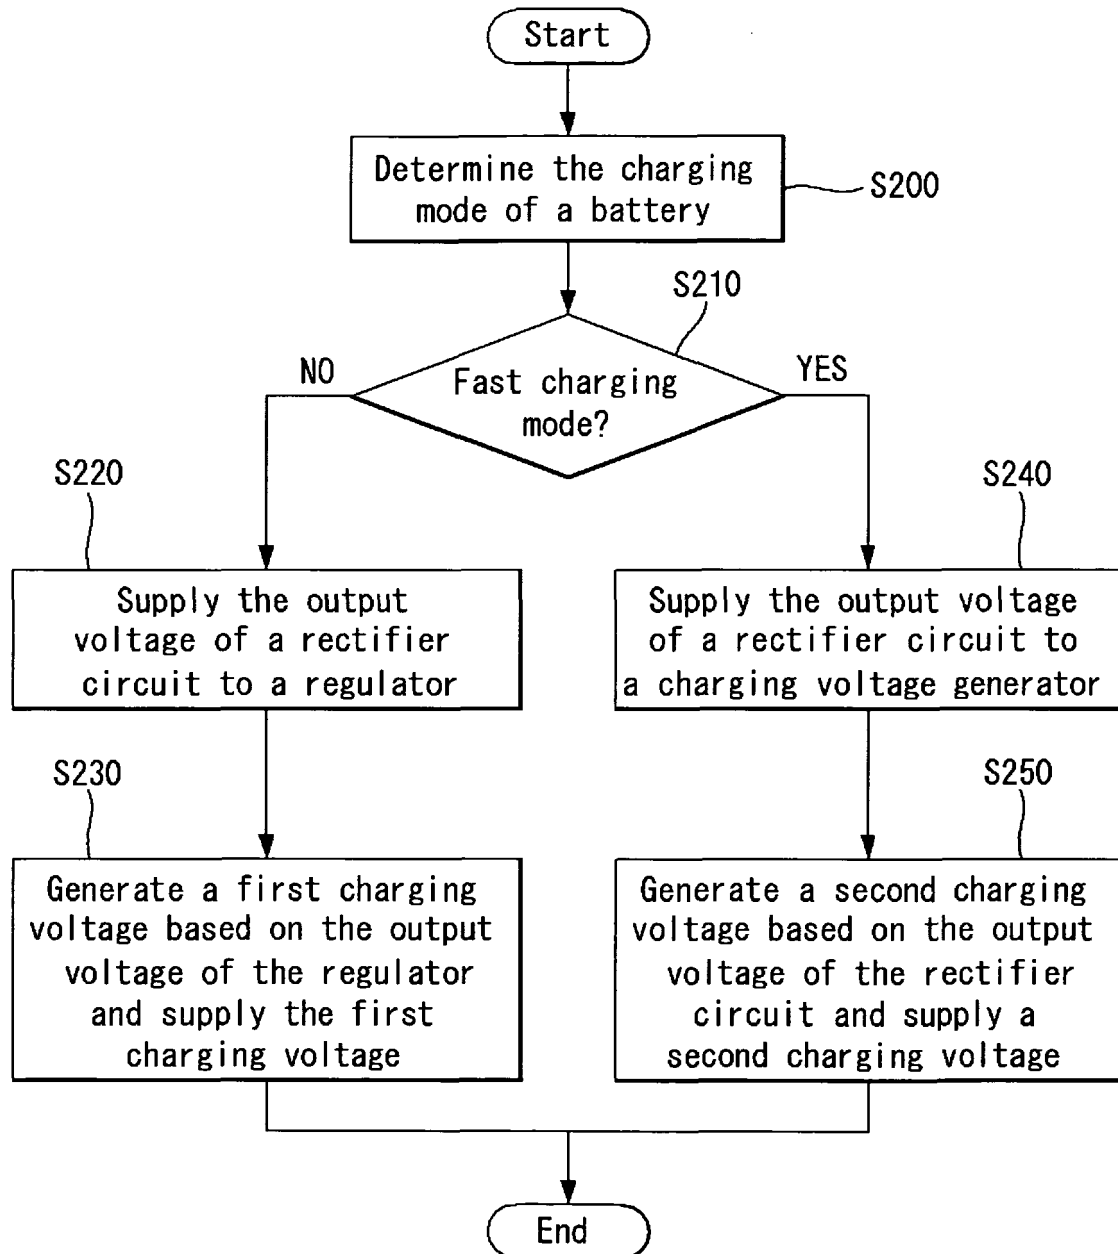 Start
Determine the charging
mode of a battery
S200
S210
NO
Fast charging
mode?
YES
S220
Supply the output
voltage of a rectifier
circuit to a regulator
S240
Supply the output voltage
of a rectifier circuit to
a charging voltage generator
S230
Generate a first charging
voltage based on the output
voltage of the regulator
and supply the first
charging voltage
S250
Generate a second charging
voltage based on the output
voltage of the rectifier
circuit and supply a
second charging voltage
End